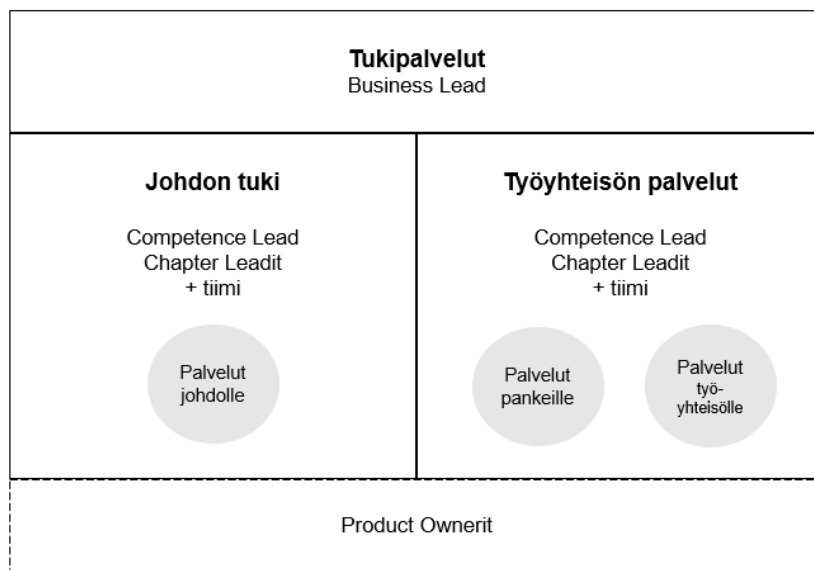 Tukipalvelut
Business Lead
Johdon tuki
Competence Lead
Chapter Leadit
+ tiimi
Palvelut
johdolle
Työyhteisön palvelut
Competence Lead
Chapter Leadit
+ tiimi
Palvelut
pankeille
Palvelut
työ-
yhteisölle
Product Ownerit